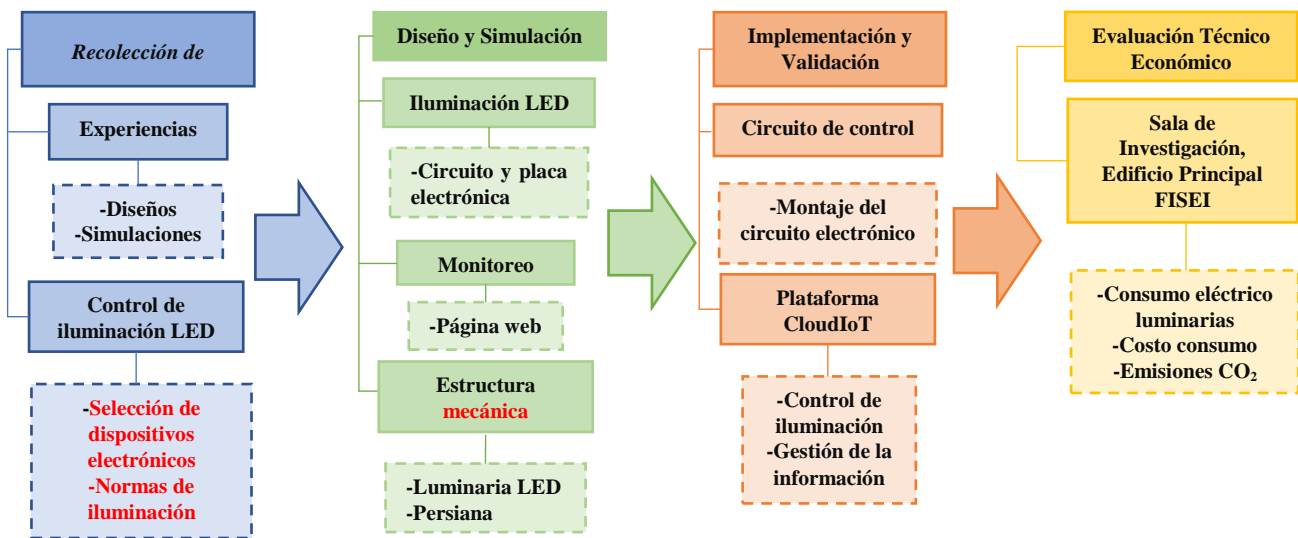 Recolección de
Experiencias
-Diseños
-Simulaciones
Control de
iluminación LED
-Selección de
dispositivos
electrónicos
-Normas de
iluminación
Diseño y Simulación
Iluminación LED
-Circuito y placa
electrónica
Monitoreo
-Página web
Estructura
mecánica
-Luminaria LED
-Persiana
Implementación y
Validación
Circuito de control
-Montaje del
circuito electrónico
Plataforma
CloudIoT
-Control de
iluminación
-Gestión de la
información
Evaluación Técnico
Económico
Sala de
Investigación,
Edificio Principal
FISEI
-Consumo eléctrico
luminarias
-Costo consumo
-Emisiones CO₂